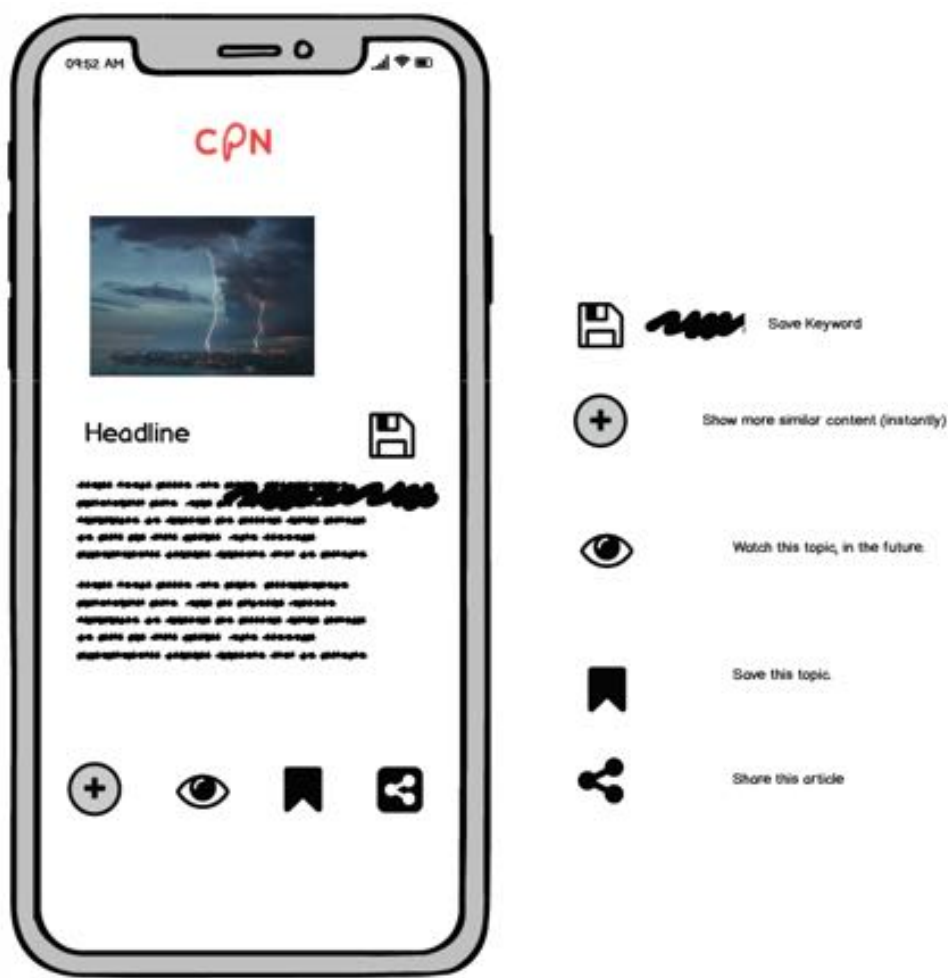 09:52 AM
CPN
Headline
Save Keyword
Show more similar content (instantly)
Watch this topic, in the future.
Save this topic.
Share this article